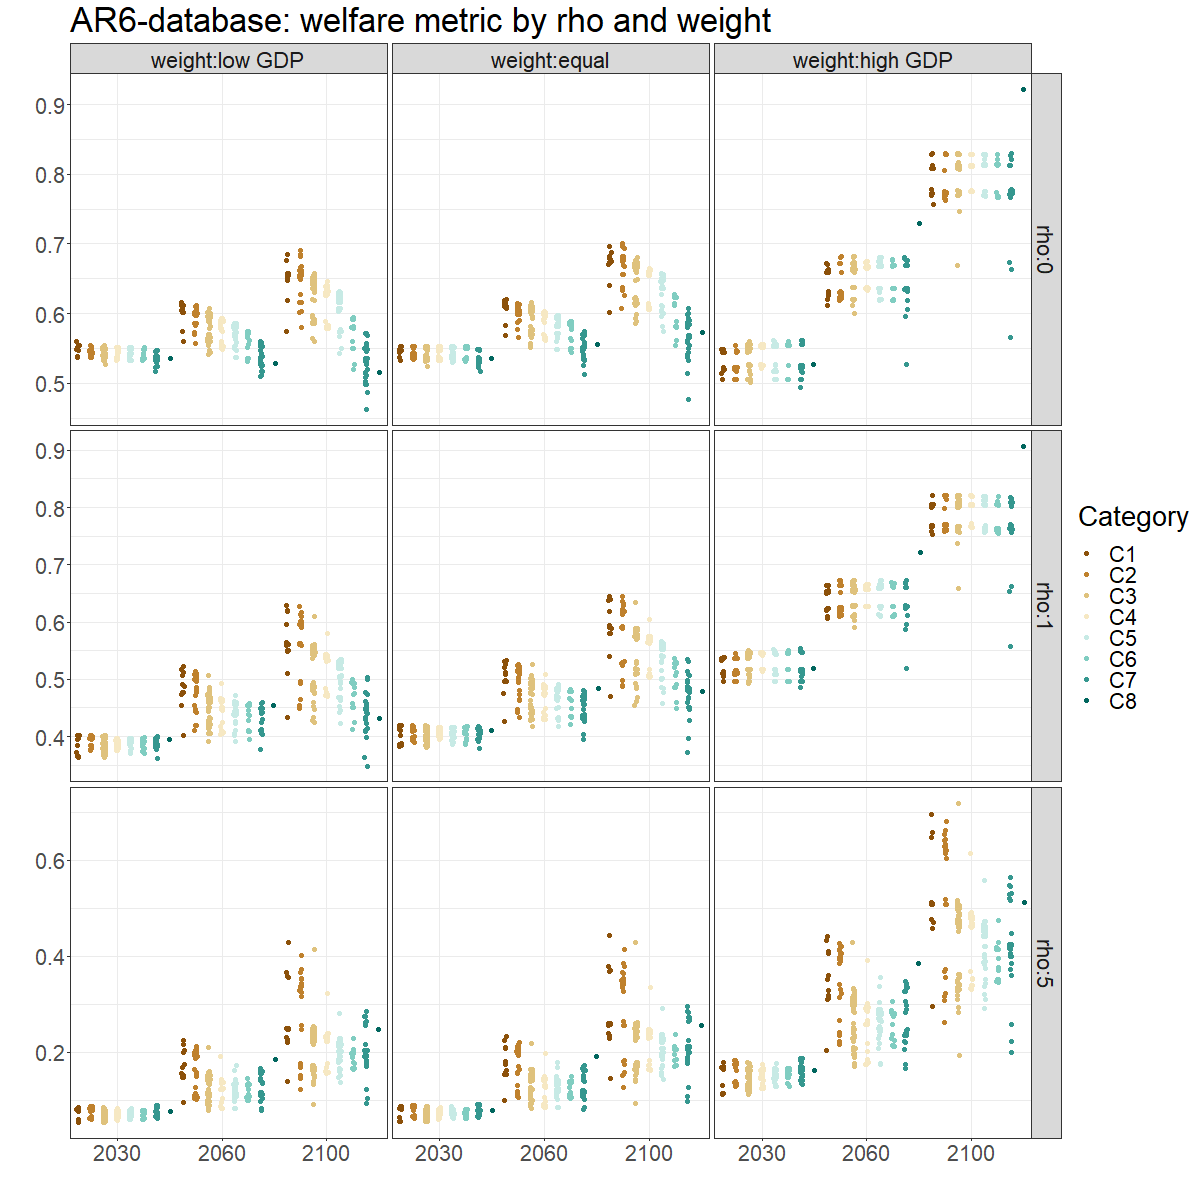 AR6-database: welfare metric by rho and weight
weight:low GDP
weight:equal
weight:high GDP
0.9
0.8
0.7
0.6
0.5
rho:0
0.9
0.8
0.7
0.6
0.5
0.4
rho:1
0.6
0.4
0.2
rho:5
2030
2060
2100
2030
2060
2100
2030
2060
2100
Category
C1
C2
C3
C4
C5
C6
C7
C8